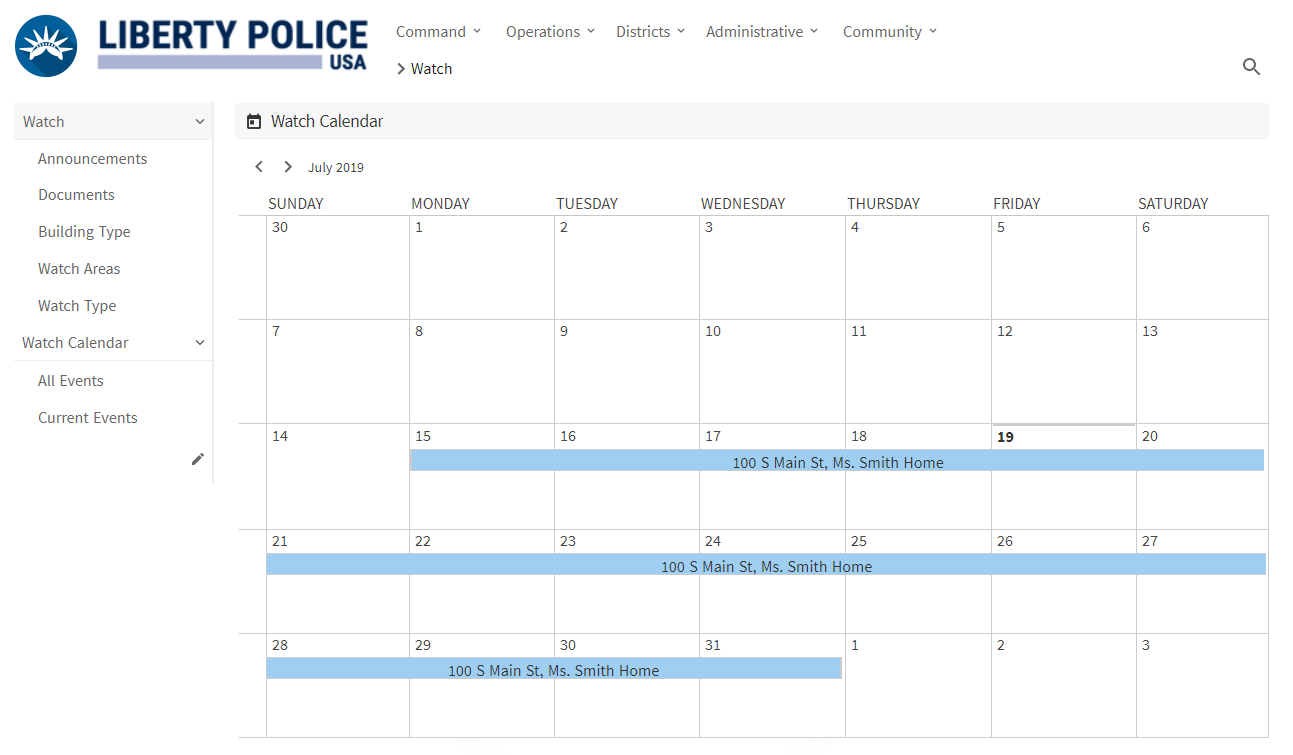 LIBERTY POLICE
USA
Command Operations Districts Administrative Community
Watch
Watch
Announcements
Documents
Building Type
Watch Areas
Watch Type
Watch Calendar
All Events
Current Events
Watch Calendar
July 2019
SUNDAY MONDAY TUESDAY WEDNESDAY THURSDAY FRIDAY SATURDAY
30 1 2 3 4 5 6
7 8 9 10 11 12 13
14 15 16 17 18 19 20
100 S Main St, Ms. Smith Home
21 22 23 24 25 26 27
100 S Main St, Ms. Smith Home
28 29 30 31 1 2 3
100 S Main St, Ms. Smith Home